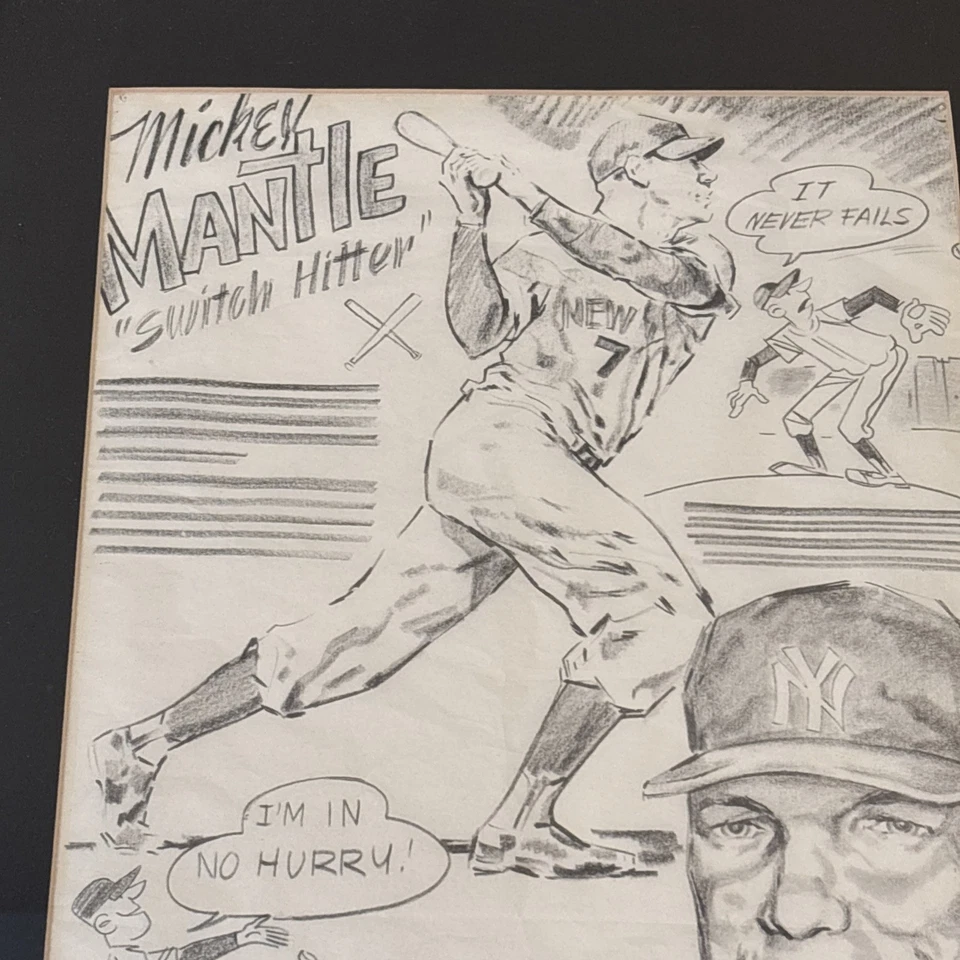 Mickey
MANTLE
"Switch Hitter"
IT
NEVER FAILS
NEW
7
NY
I'M IN
NO HURRY!